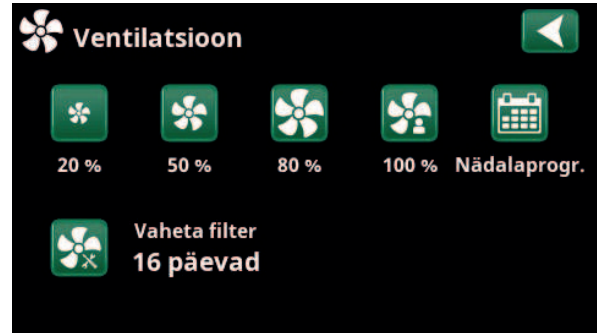 Ventilatsioon
20 % 50 % 80 % 100 % Nädalaprogr.
Vaheta filter
16 päevad